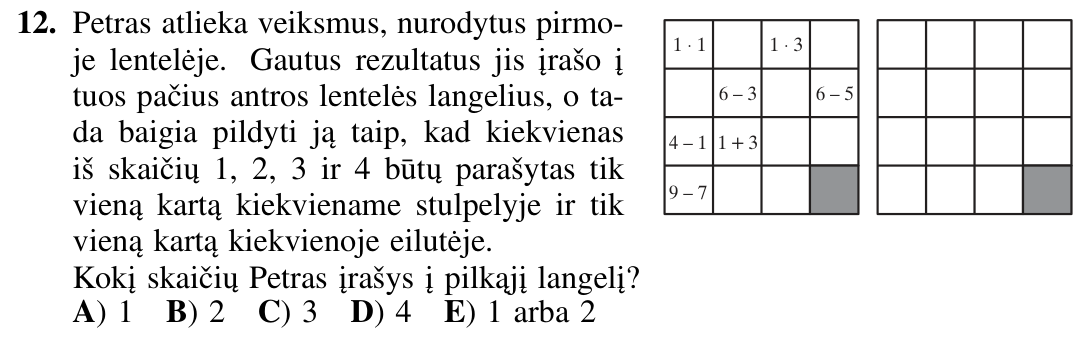 12. Petras atlieka veiksmus, nurodytus pirmo-
je lentelėje. Gautus rezultatus jis įrašo į
tuos pačius antros lentelės langelius, o ta-
da baigia pildyti ją taip, kad kiekvienas
iš skaičių 1, 2, 3 ir 4 būtų parašytas tik
vieną kartą kiekviename stulpelyje ir tik
vieną kartą kiekvienoje eilutėje.
Kokį skaičių Petras įrašys į pilkąjį langelį?
A) 1 B) 2 C) 3 D) 4 E) 1 arba 2
1 · 1 1 · 3
6 – 3 6 – 5
4 – 1 1 + 3
9 – 7